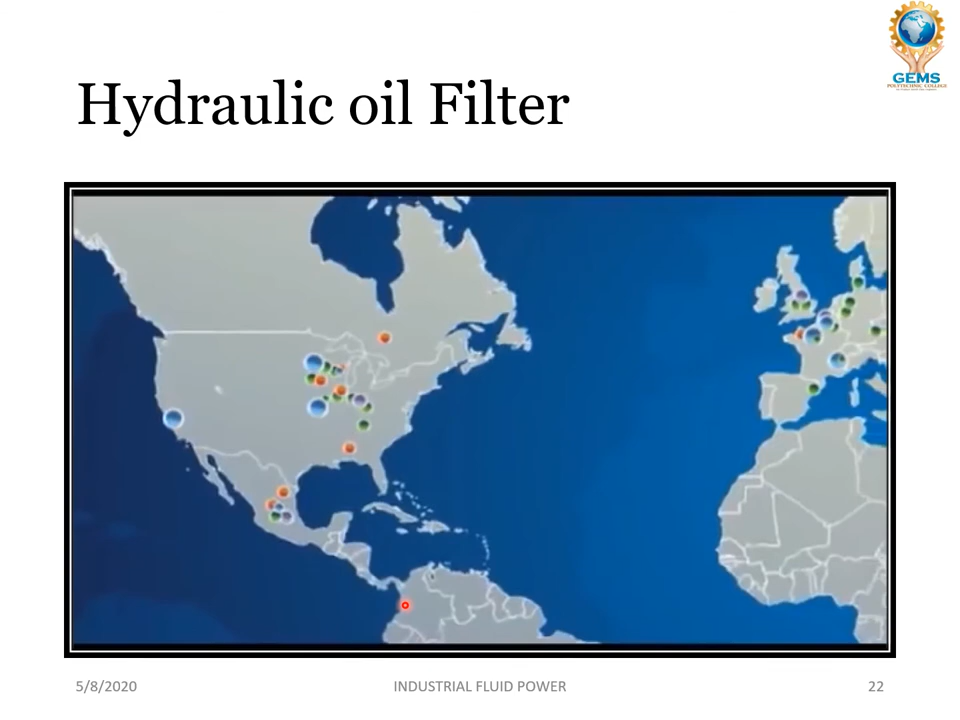 GEMS
POLYTECHNIC COLLEGE
Hydraulic oil Filter
5/8/2020
INDUSTRIAL FLUID POWER
22